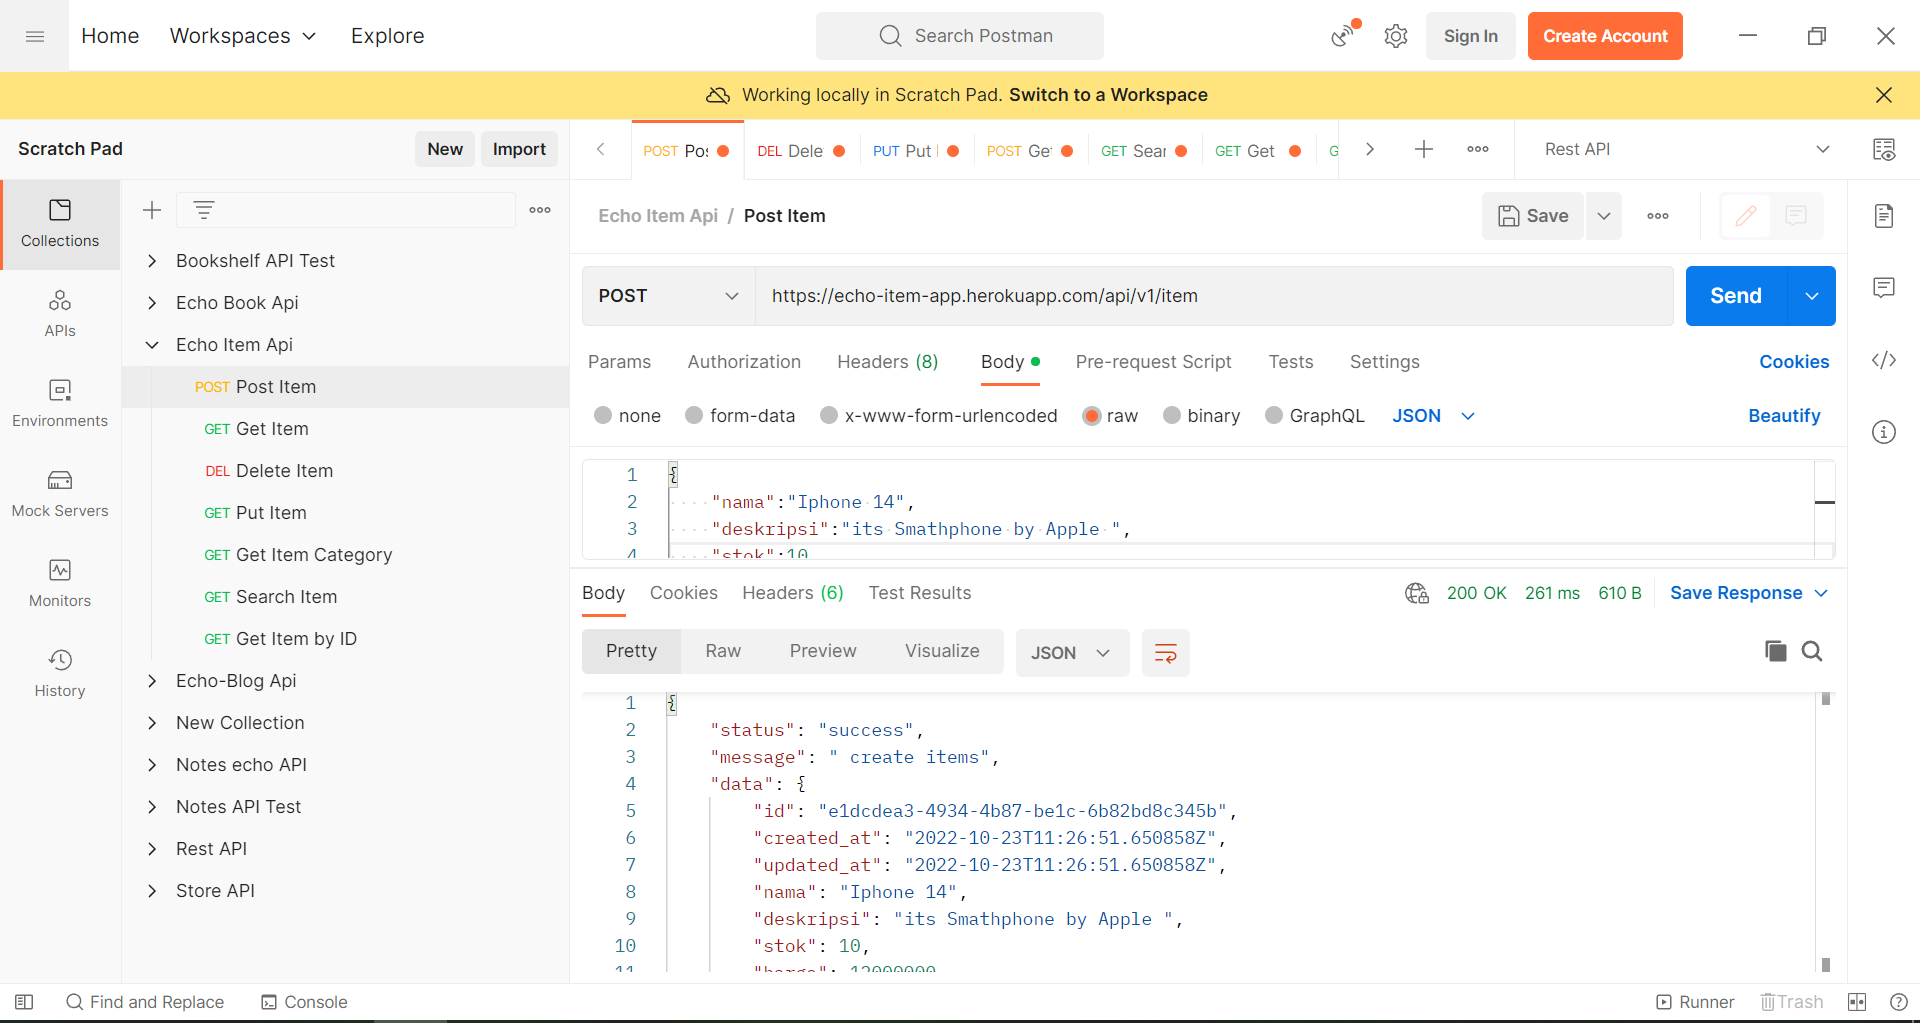 Home Workspaces Explore Search Postman Sign In Create Account
Working locally in Scratch Pad. Switch to a Workspace
Scratch Pad New Import
POST Pos DEL Dele PUT Put POST Get GET Sear GET Get G Rest API
Collections
APIs
Environments
Mock Servers
Monitors
History
Bookshelf API Test
Echo Book Api
Echo Item Api
POST Post Item
GET Get Item
DEL Delete Item
GET Put Item
GET Get Item Category
GET Search Item
GET Get Item by ID
Echo-Blog Api
New Collection
Notes echo API
Notes API Test
Rest API
Store API
Echo Item Api / Post Item Save
POST https://echo-item-app.herokuapp.com/api/v1/item Send
Params Authorization Headers (8) Body Pre-request Script Tests Settings Cookies
none form-data x-www-form-urlencoded raw binary GraphQL JSON Beautify
1 {
2 "nama":"Iphone 14",
3 "deskripsi":"its Smathphone by Apple ",
4 "stok":10
Body Cookies Headers (6) Test Results 200 OK 261 ms 610 B Save Response
Pretty Raw Preview Visualize JSON
1 {
2 "status": "success",
3 "message": " create items",
4 "data": {
5 "id": "e1dcdea3-4934-4b87-be1c-6b82bd8c345b",
6 "created_at": "2022-10-23T11:26:51.650858Z",
7 "updated_at": "2022-10-23T11:26:51.650858Z",
8 "nama": "Iphone 14",
9 "deskripsi": "its Smathphone by Apple ",
10 "stok": 10,
11 "harga": 12000000
Find and Replace Console Runner Trash